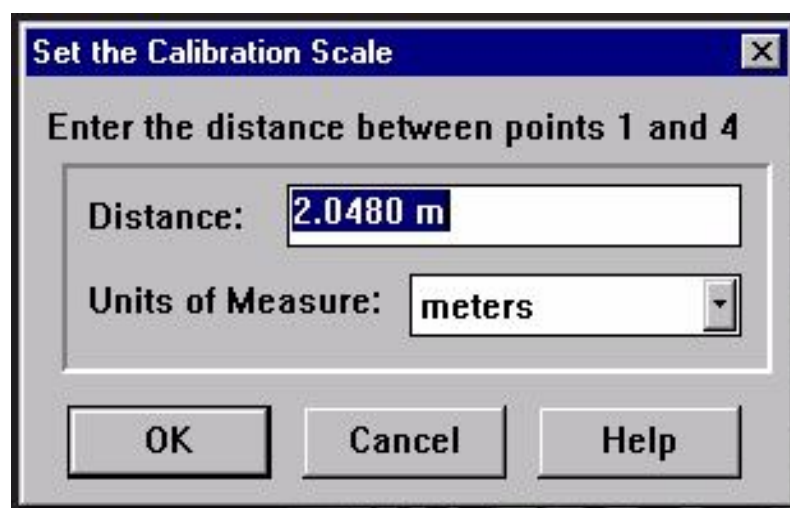 Set the Calibration Scale
Enter the distance between points 1 and 4
Distance: 2.0480 m
Units of Measure: meters
OK Cancel Help